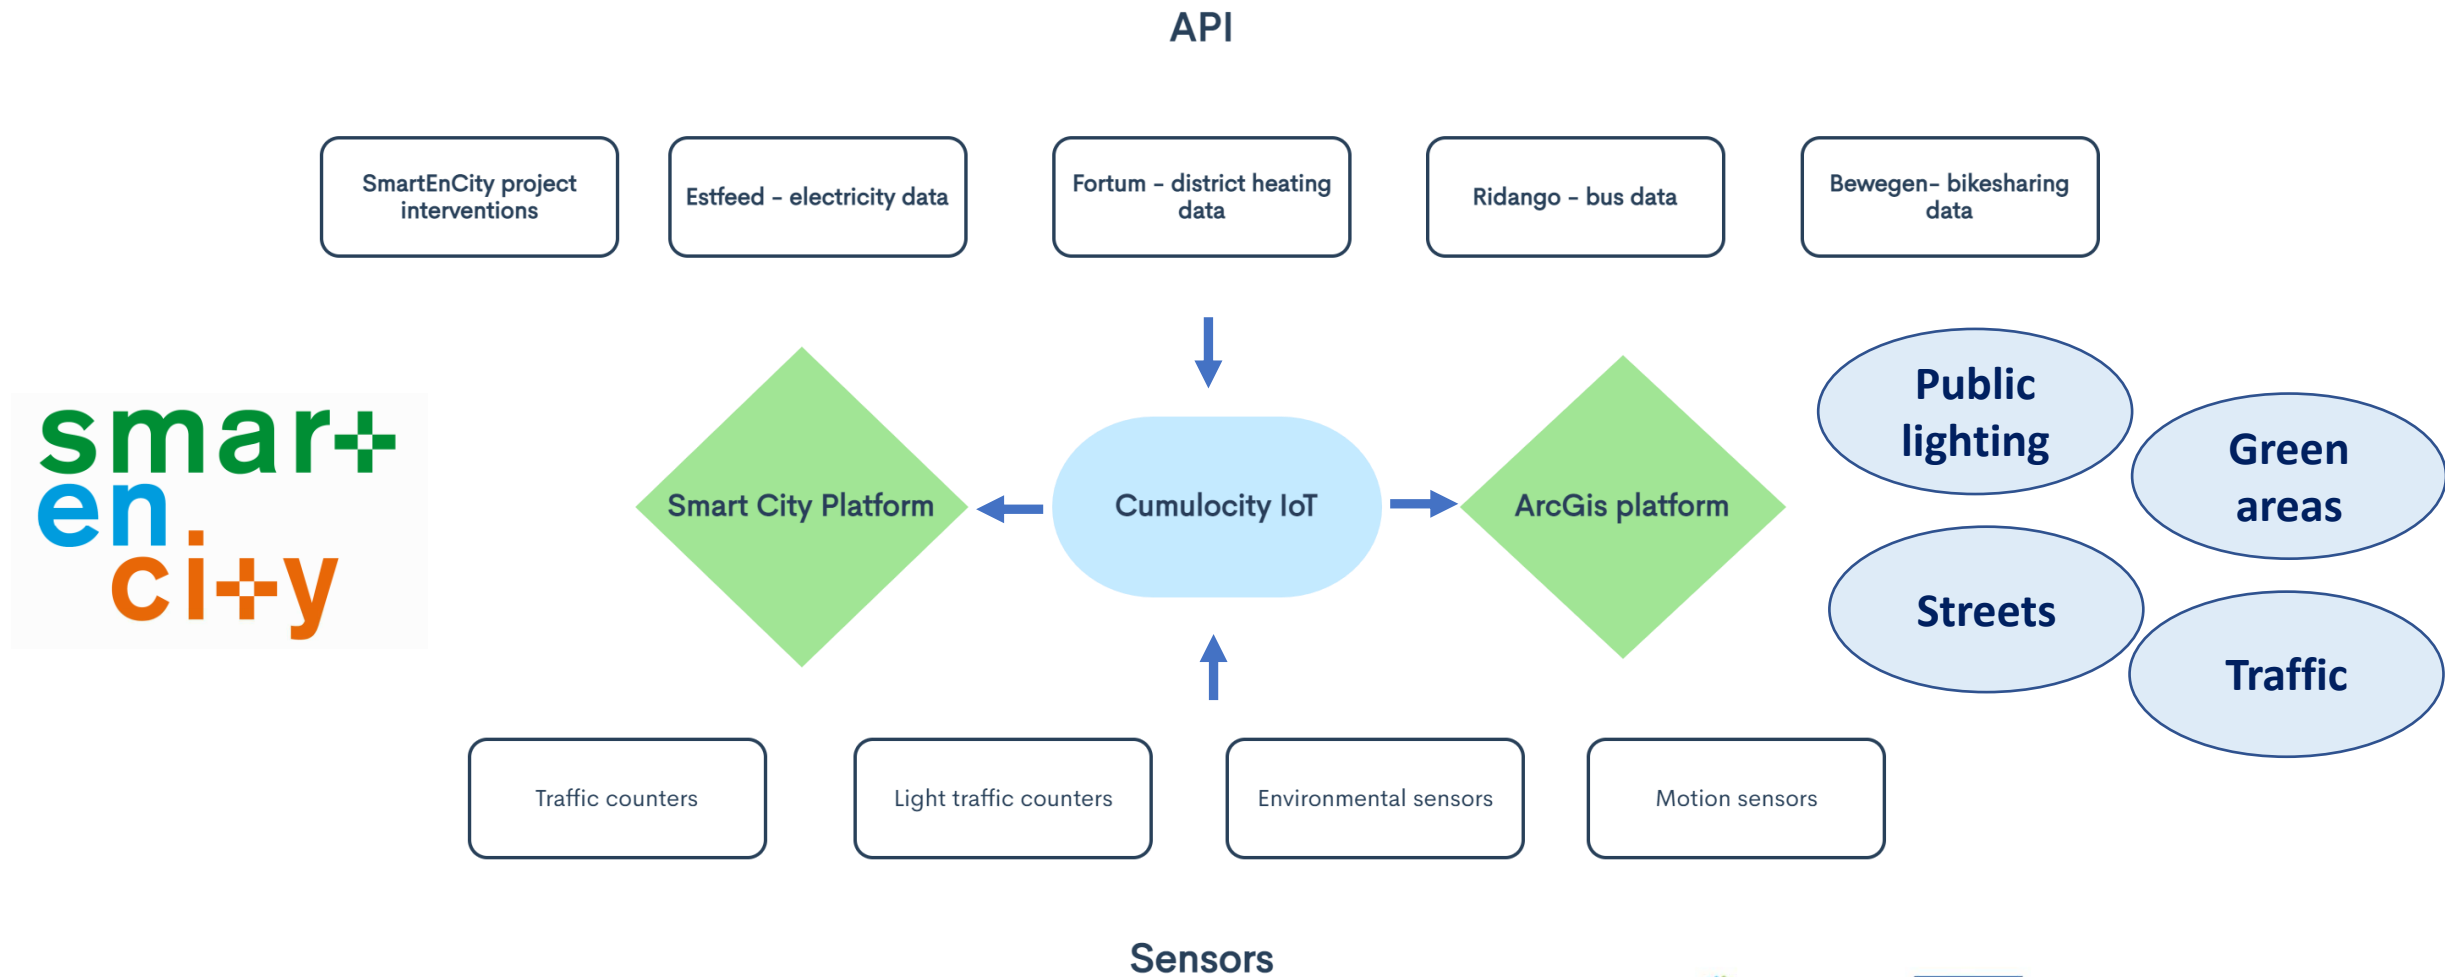 API
SmartEnCity project
interventions
Estfeed - electricity data
Fortum - district heating
data
Ridango - bus data
Bewegen- bikesharing
data
smart
en
city
Smart City Platform
Cumulocity IoT
ArcGis platform
Public
lighting
Green
areas
Streets
Traffic
Traffic counters
Light traffic counters
Environmental sensors
Motion sensors
Sensors